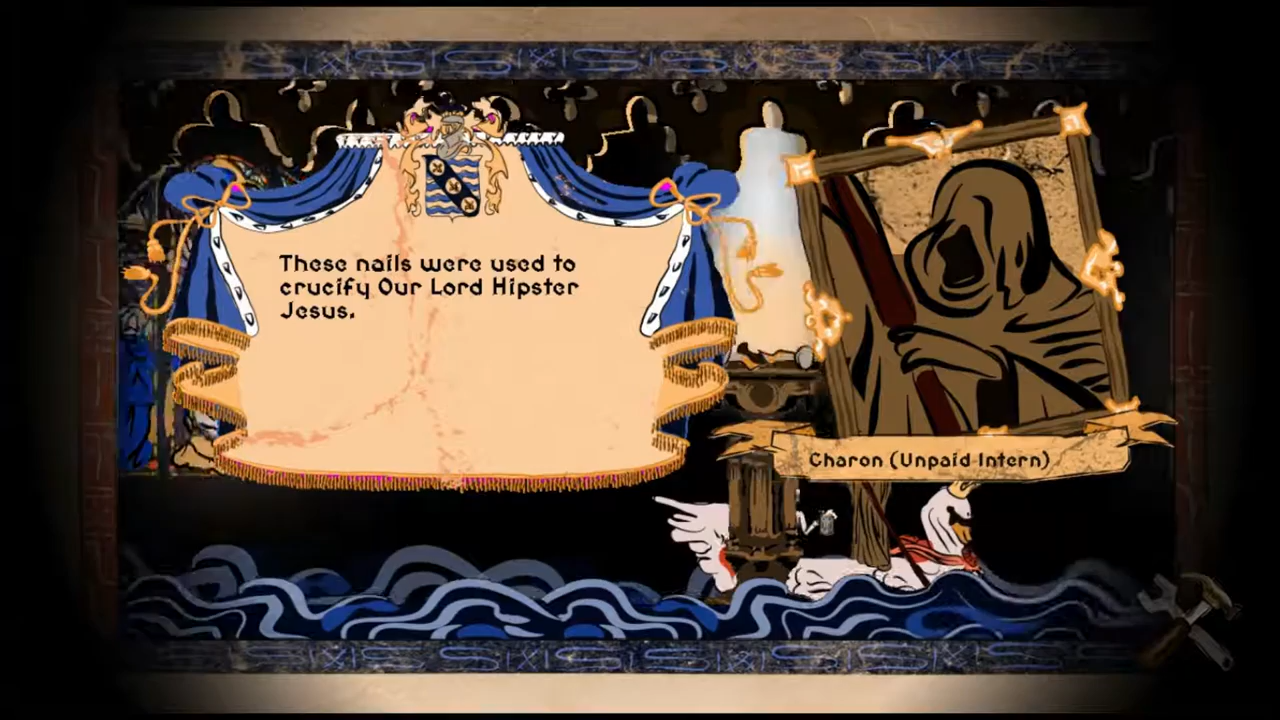 These nails were used to
crucify Our Lord Hipster
Jesus.
Charon (Unpaid Intern)